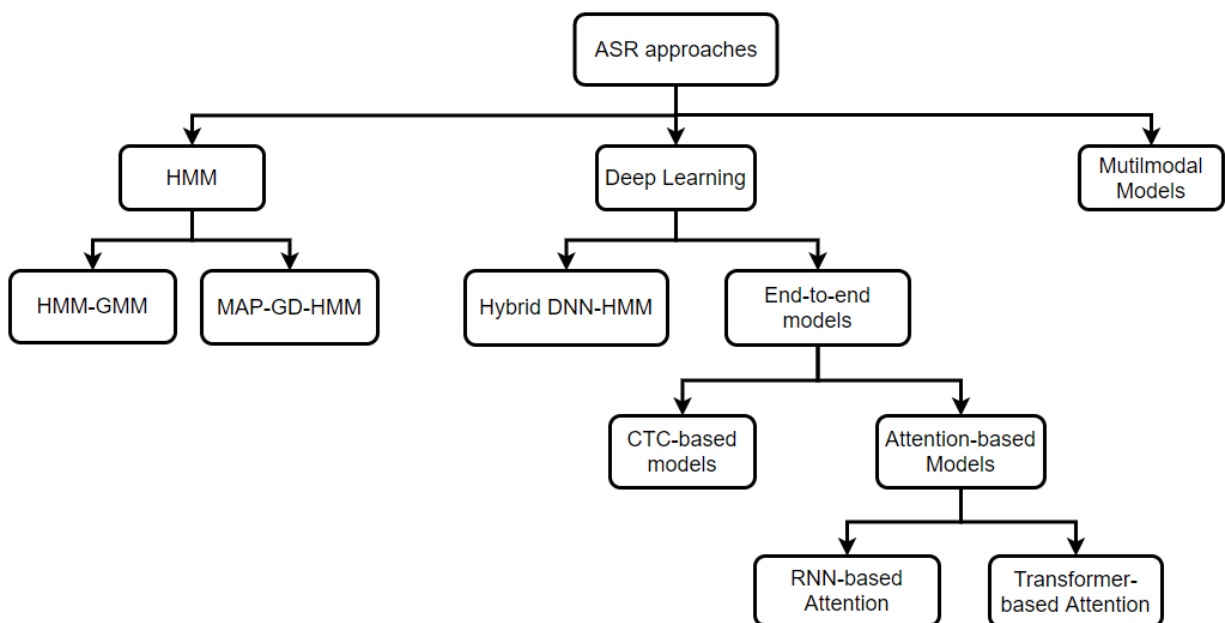 ASR approaches
HMM
Deep Learning
Mutilmodal
Models
HMM-GMM
MAP-GD-HMM
Hybrid DNN-HMM
End-to-end
models
CTC-based
models
Attention-based
Models
RNN-based
Attention
Transformer-
based Attention